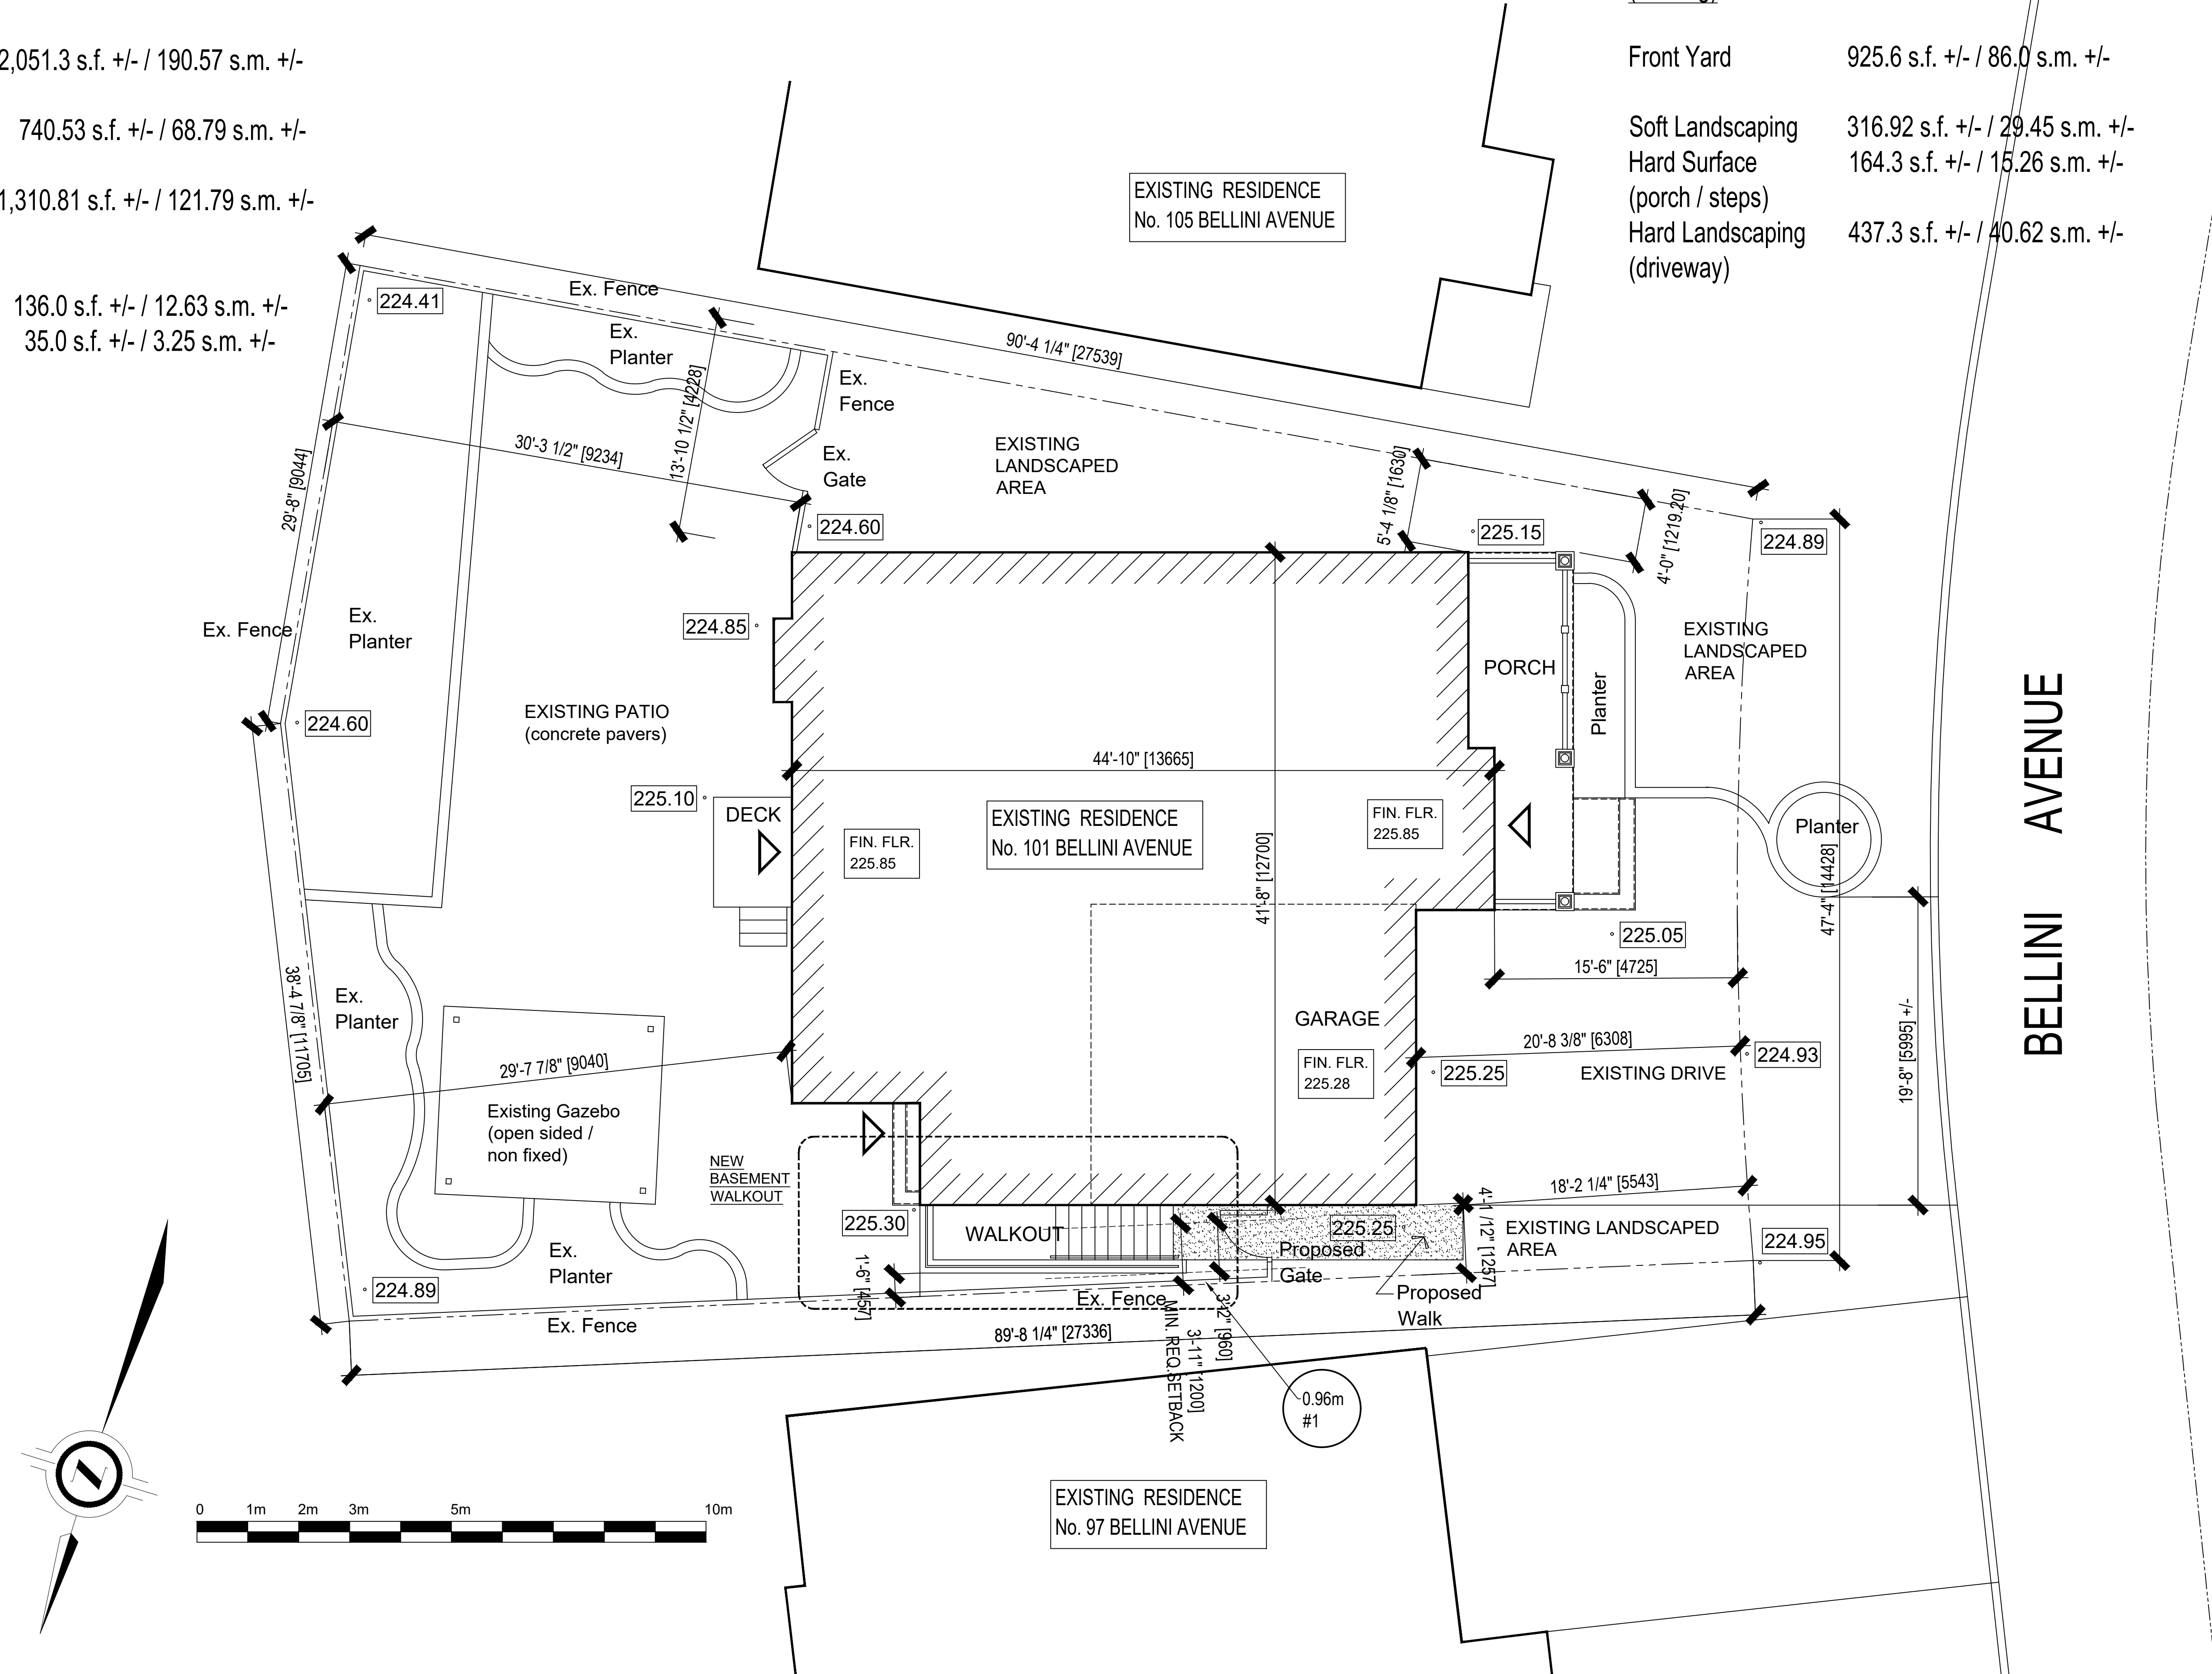 2,051.3 s.f. +/- / 190.57 s.m. +/-
740.53 s.f. +/- / 68.79 s.m. +/-
1,310.81 s.f. +/- / 121.79 s.m. +/-
136.0 s.f. +/- / 12.63 s.m. +/-
35.0 s.f. +/- / 3.25 s.m. +/-
Front Yard 925.6 s.f. +/- / 86.0 s.m. +/-
Soft Landscaping 316.92 s.f. +/- / 29.45 s.m. +/-
Hard Surface 164.3 s.f. +/- / 15.26 s.m. +/-
(porch / steps)
Hard Landscaping 437.3 s.f. +/- / 40.62 s.m. +/-
(driveway)
EXISTING RESIDENCE
No. 105 BELLINI AVENUE
224.41
Ex. Fence
Ex.
Planter
90'-4 1/4" [27539]
13'-10 1/2" [4228]
Ex.
Fence
30'-3 1/2" [9234]
29'-8" [9044]
Ex.
Gate
EXISTING
LANDSCAPED
AREA
5'-4 1/8" [1630]
4'-0" [1219.20]
224.60
225.15
224.89
Ex. Fence
Ex.
Planter
224.85
EXISTING
LANDSCAPED
AREA
PORCH
Planter
224.60
EXISTING PATIO
(concrete pavers)
44'-10" [13665]
225.10
DECK
FIN. FLR.
225.85
EXISTING RESIDENCE
No. 101 BELLINI AVENUE
FIN. FLR.
225.85
41'-8" [12700]
Planter
47'-4" [14428]
BELLINI AVENUE
225.05
15'-6" [4725]
38'-4 7/8" [11705]
Ex.
Planter
GARAGE
20'-8 3/8" [6308]
224.93
19'-8" [5995] +/-
29'-7 7/8" [9040]
FIN. FLR.
225.28
225.25
EXISTING DRIVE
Existing Gazebo
(open sided /
non fixed)
NEW
BASEMENT
WALKOUT
18'-2 1/4" [5543]
225.30
WALKOUT
225.25
4'-1 /12" [1257]
EXISTING LANDSCAPED
AREA
224.95
Proposed
Gate
Ex.
Planter
1'-6" [457]
224.89
Ex. Fence
Proposed
Walk
Ex. Fence
89'-8 1/4" [27336]
3'-2" [960]
3'-11" [1200]
MIN. REQ.SETBACK
0.96m
#1
EXISTING RESIDENCE
No. 97 BELLINI AVENUE
0 1m 2m 3m 5m 10m